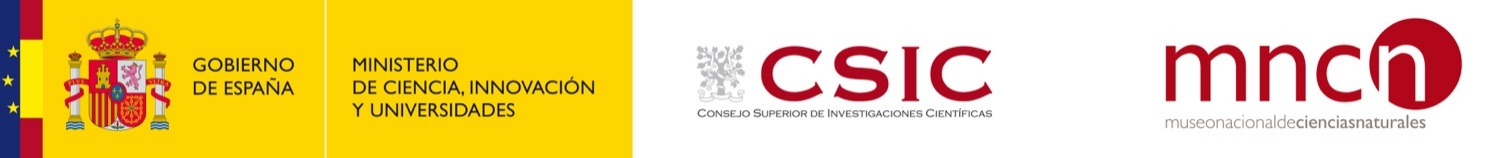 GOBIERNO
DE ESPAÑA
MINISTERIO
DE CIENCIA, INNOVACIÓN
Y UNIVERSIDADES
CSIC
CONSEJO SUPERIOR DE INVESTIGACIONES CIENTÍFICAS
mncn
museonacionaldecienciasnaturales